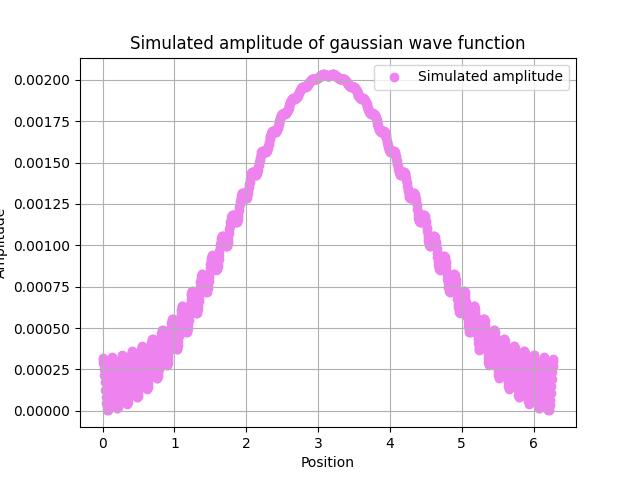 Simulated amplitude of gaussian wave function
Simulated amplitude
0.00200
0.00175
0.00150
0.00125
0.00100
0.00075
0.00050
0.00025
0.00000
Amplitude
0 1 2 3 4 5 6
Position